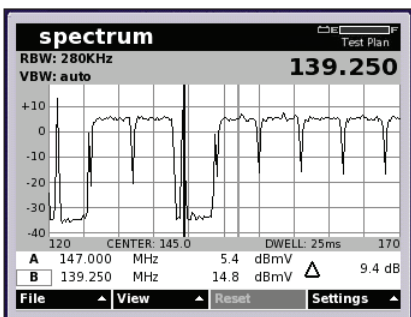 spectrum
E F
Test Plan
RBW: 280KHz
VBW: auto
139.250
+10
0
-10
-20
-30
-40
120 CENTER: 145.0 DWELL: 25ms 170
A 147.000 MHz 5.4 dBmV
B 139.250 MHz 14.8 dBmV
Δ 9.4 dB
File View Reset Settings